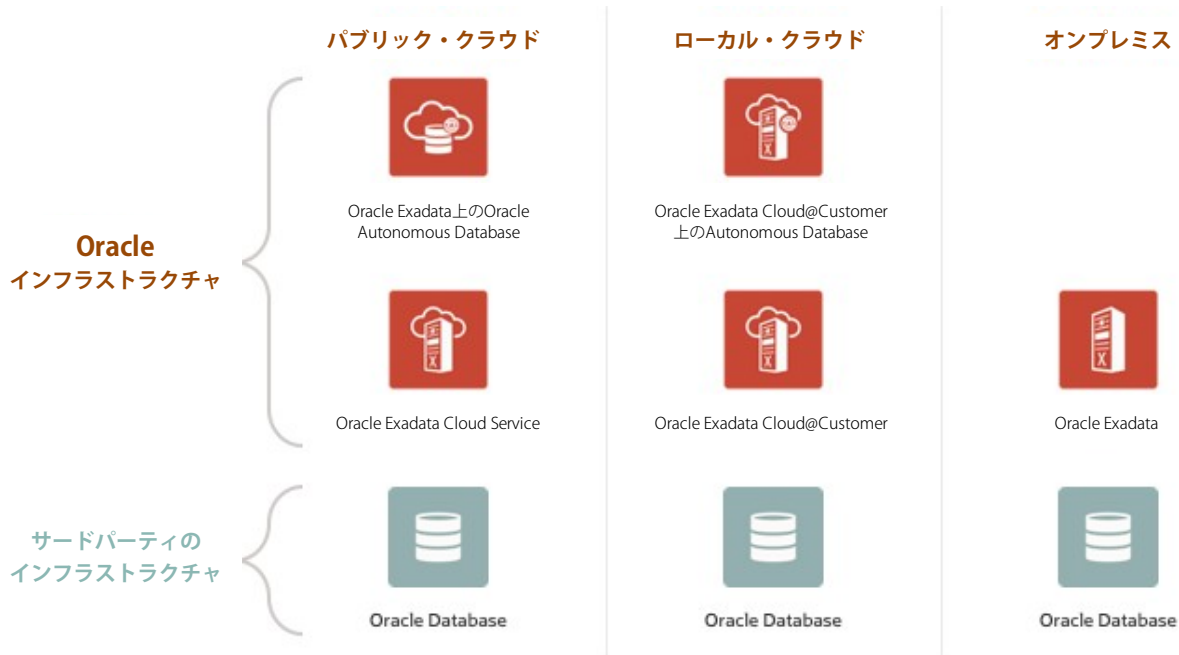 パブリック・クラウド
ローカル・クラウド
オンプレミス
Oracle Exadata上のOracle
Autonomous Database
Oracle Exadata Cloud@Customer
上のAutonomous Database
Oracle
インフラストラクチャ
Oracle Exadata Cloud Service
Oracle Exadata Cloud@Customer
Oracle Exadata
サードパーティの
インフラストラクチャ
Oracle Database
Oracle Database
Oracle Database